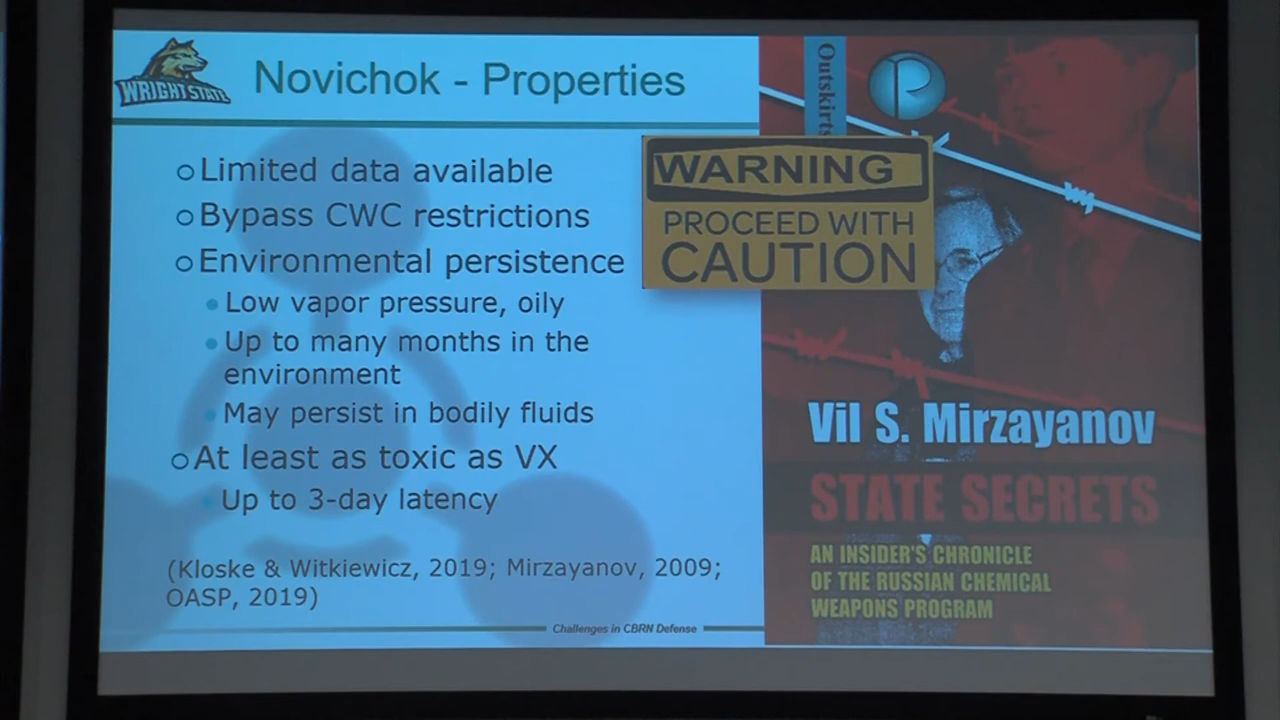 WRIGHT STATE
Novichok - Properties
Limited data available
Bypass CWC restrictions
Environmental persistence
Low vapor pressure, oily
Up to many months in the
environment
May persist in bodily fluids
At least as toxic as VX
Up to 3-day latency
(Kloske & Witkiewicz, 2019; Mirzayanov, 2009;
OASP, 2019)
Challenges in CBRN Defense
Outskirts
WARNING
PROCEED WITH
CAUTION
Vil S. Mirzayanov
STATE SECRETS
AN INSIDER'S CHRONICLE
OF THE RUSSIAN CHEMICAL
WEAPONS PROGRAM